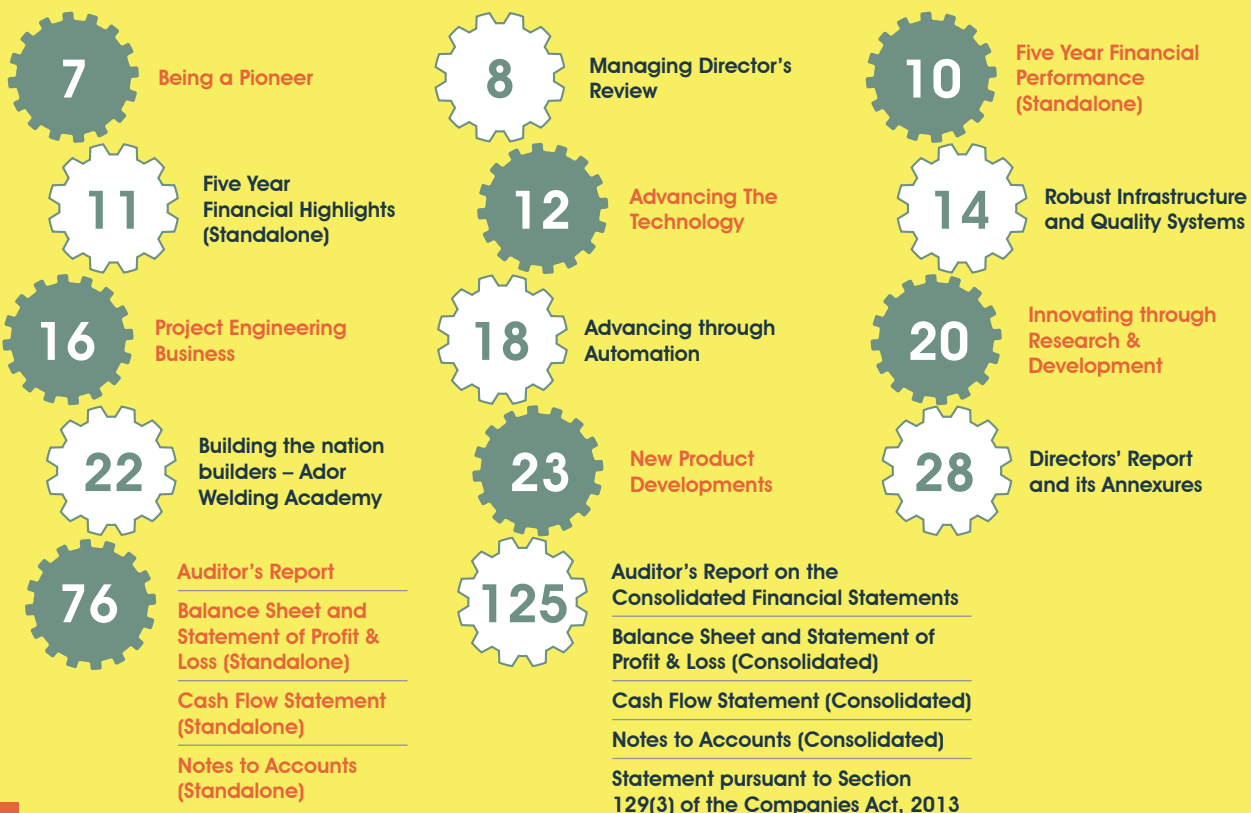 7
Being a Pioneer
8
Managing Director's
Review
10
Five Year Financial
Performance
(Standalone)
11
Five Year
Financial Highlights
(Standalone)
12
Advancing The
Technology
14
Robust Infrastructure
and Quality Systems
16
Project Engineering
Business
18
Advancing through
Automation
20
Innovating through
Research &
Development
22
Building the nation
builders – Ador
Welding Academy
23
New Product
Developments
28
Directors' Report
and its Annexures
76
Auditor's Report
Balance Sheet and
Statement of Profit &
Loss (Standalone)
Cash Flow Statement
(Standalone)
Notes to Accounts
(Standalone)
125
Auditor's Report on the
Consolidated Financial Statements
Balance Sheet and Statement of
Profit & Loss (Consolidated)
Cash Flow Statement (Consolidated)
Notes to Accounts (Consolidated)
Statement pursuant to Section
129(3) of the Companies Act, 2013